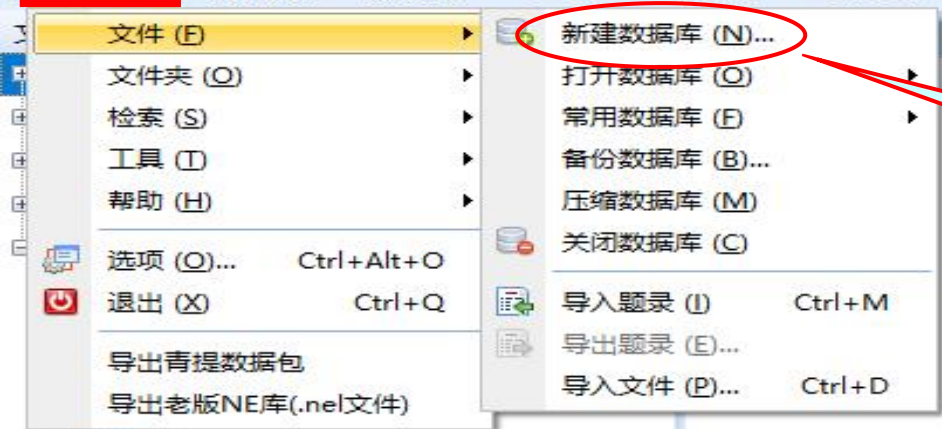 文件 (F)
文件夹 (O)
检索 (S)
工具 (T)
帮助 (H)
选项 (O)... Ctrl+Alt+O
退出 (X) Ctrl+Q
导出青提数据包
导出老版NE库(.nel文件)
新建数据库 (N)...
打开数据库 (O)
常用数据库 (F)
备份数据库 (B)...
压缩数据库 (M)
关闭数据库 (C)
导入题录 (I) Ctrl+M
导出题录 (E)...
导入文件 (P)... Ctrl+D